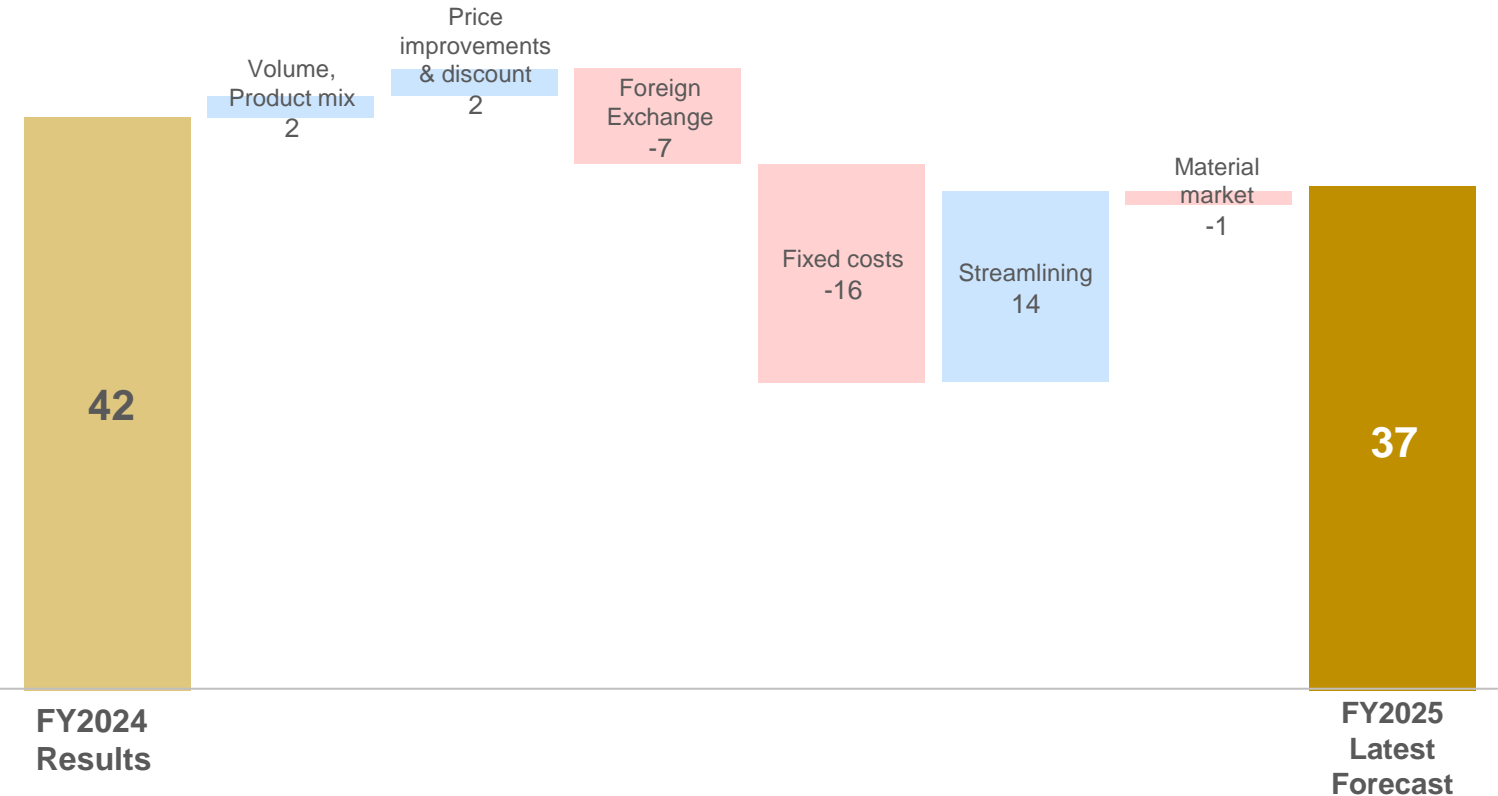 Price
improvements
& discount
2
Volume,
Product mix
2
Foreign
Exchange
-7
Fixed costs
-16
Streamlining
14
Material
market
-1
42
37
FY2024
Results
FY2025
Latest
Forecast